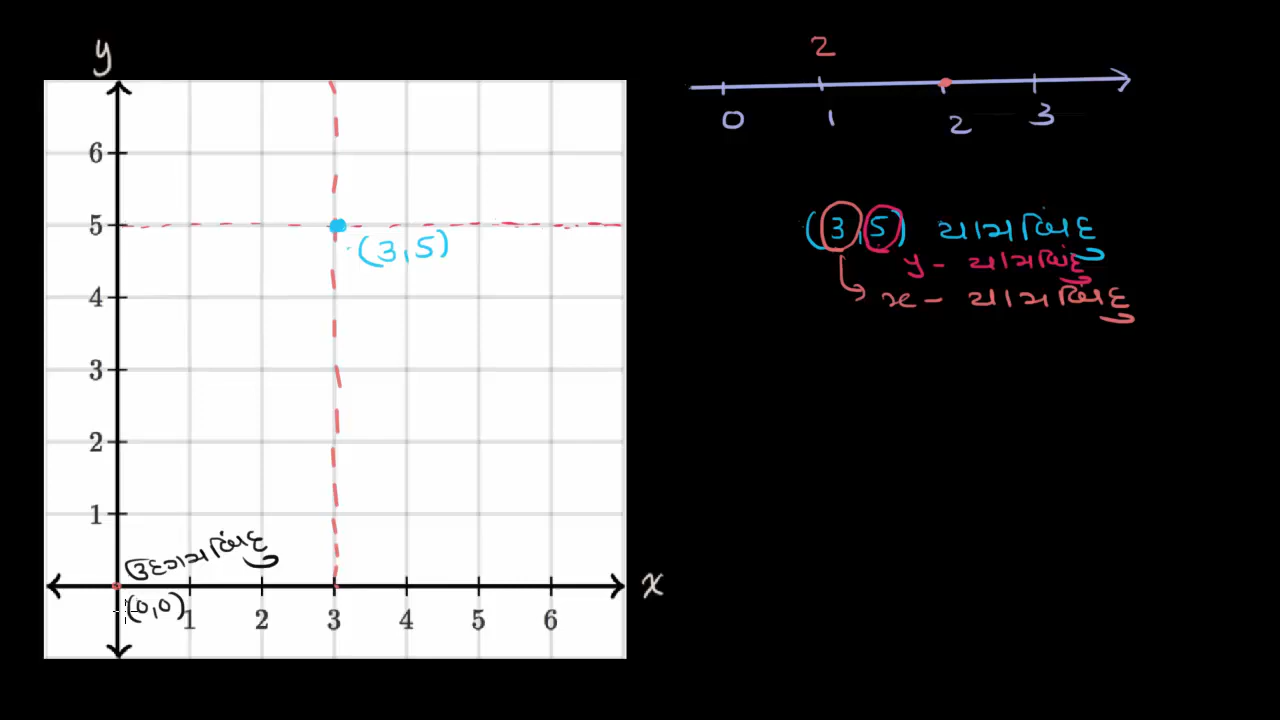 y
6
5
4
3
2
1
(3,5)
ઉદગમબિંદુ
(0,0)
1 2 3 4 5 6
x
2
0 1 2 3
(3,5) યામબિંદુ
y - યામબિંદુ
x - યામબિંદુ